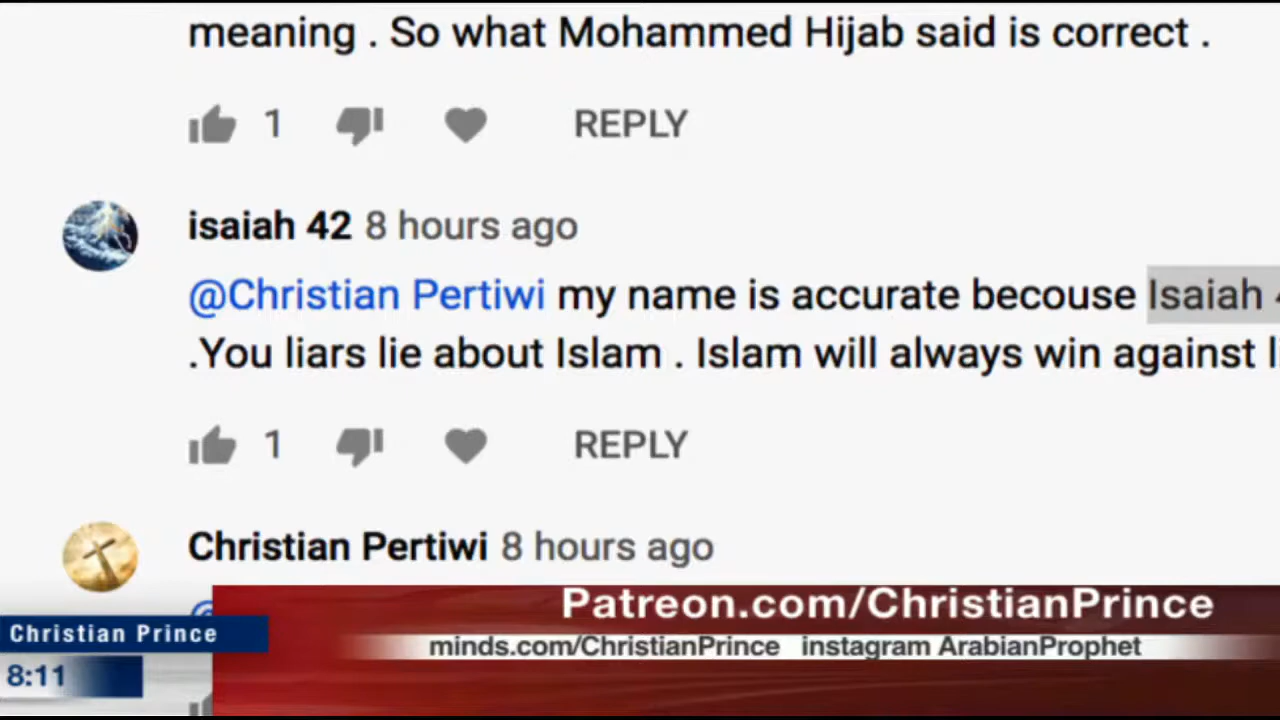 meaning . So what Mohammed Hijab said is correct .
1 REPLY
isaiah 42 8 hours ago
@Christian Pertiwi my name is accurate becouse Isaiah
.You liars lie about Islam . Islam will always win against
1 REPLY
Christian Pertiwi 8 hours ago
Patreon.com/ChristianPrince
Christian Prince
minds.com/ChristianPrince instagram ArabianProphet
8:11